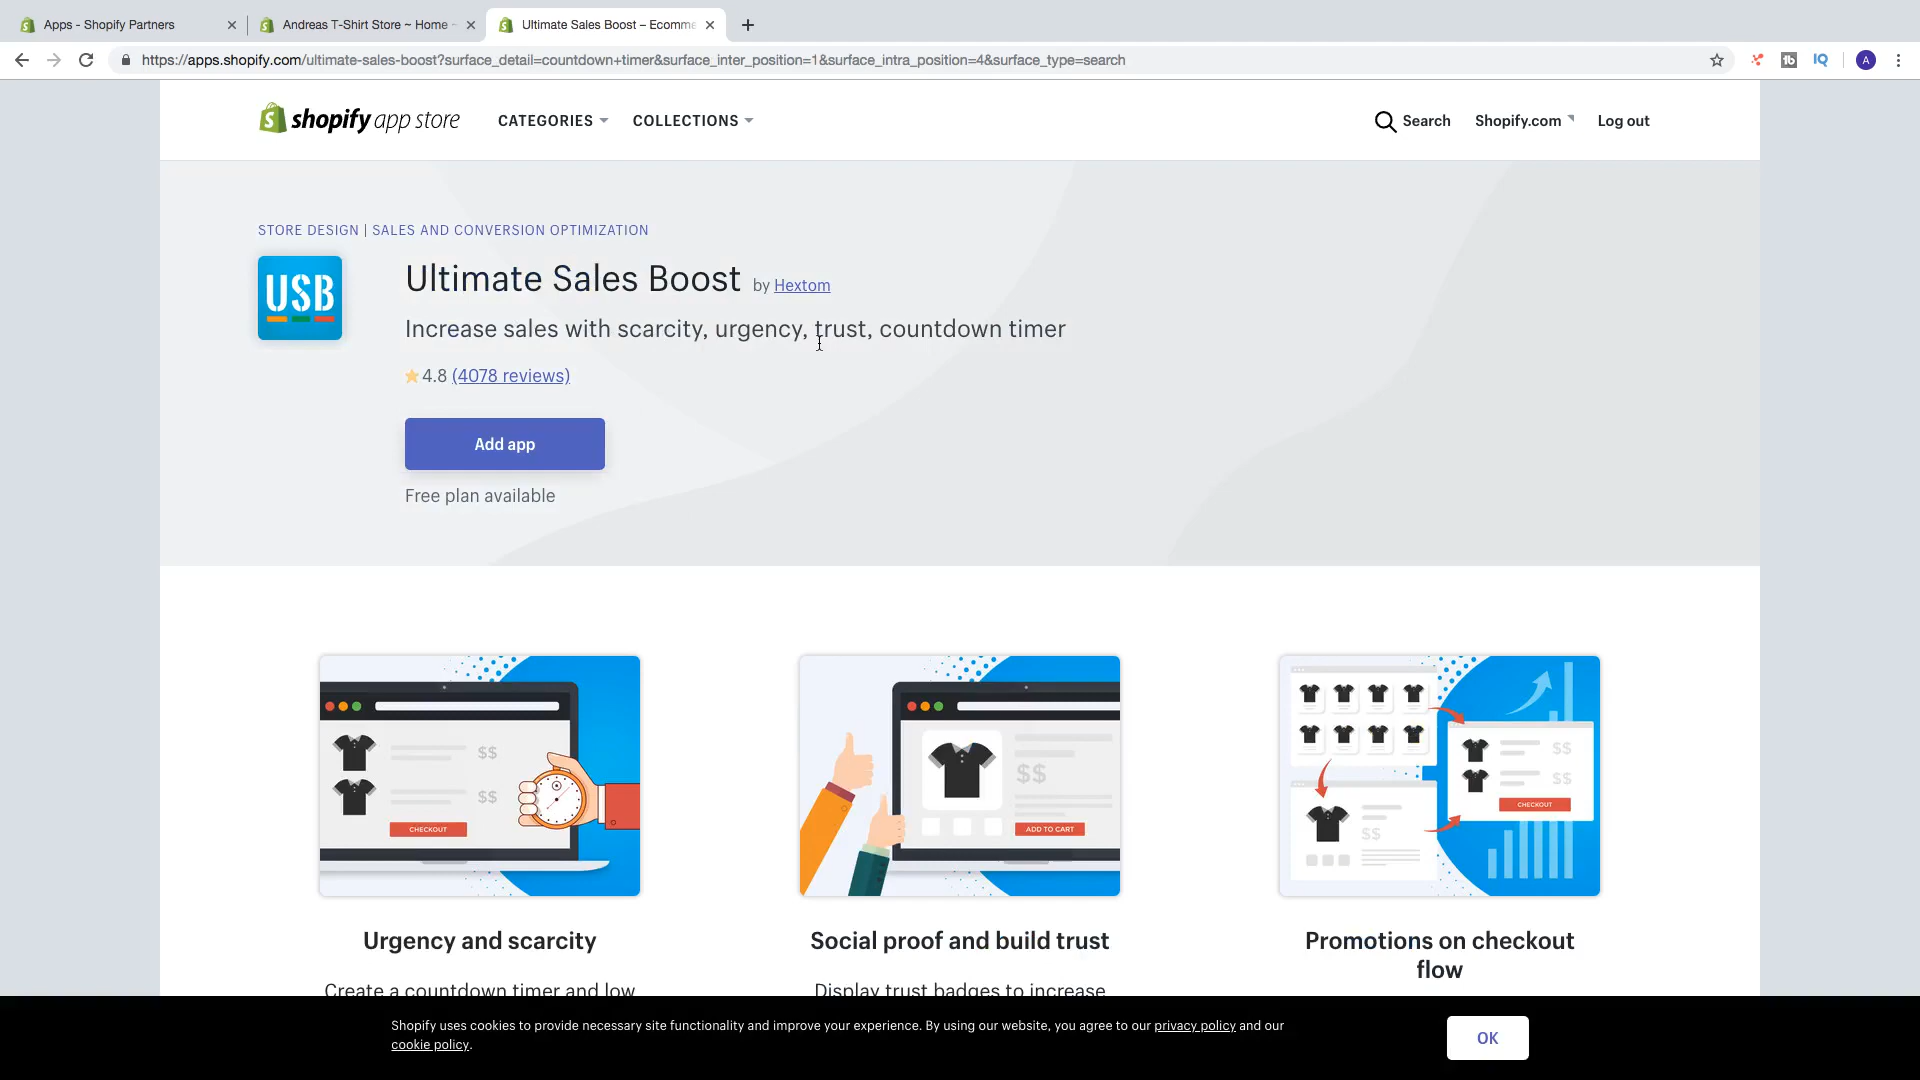 Apps - Shopify Partners
Andreas T-Shirt Store ~ Home ~
Ultimate Sales Boost – Ecomme
https://apps.shopify.com/ultimate-sales-boost?surface_detail=countdown+timer&surface_inter_position=1&surface_intra_position=4&surface_type=search
1b
IQ
A
shopify app store
CATEGORIES
COLLECTIONS
Search
Shopify.com
Log out
STORE DESIGN | SALES AND CONVERSION OPTIMIZATION
USB
Ultimate Sales Boost by Hextom
Increase sales with scarcity, urgency, trust, countdown timer
4.8 (4078 reviews)
Add app
Free plan available
$$
$$
CHECKOUT
$$
ADD TO CART
$$
$$
CHECKOUT
$$
Urgency and scarcity
Social proof and build trust
Promotions on checkout
flow
Create a countdown timer and low
Display trust badges to increase
Shopify uses cookies to provide necessary site functionality and improve your experience. By using our website, you agree to our privacy policy and our
cookie policy.
OK